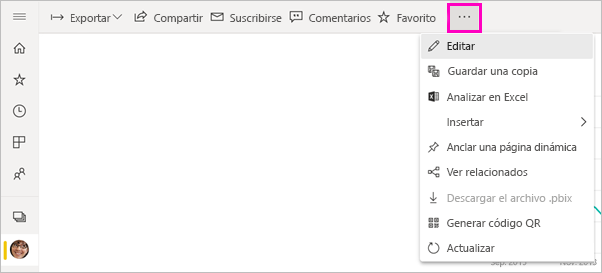 Exportar Compartir Suscribirse Comentarios Favorito ...
Editar
Guardar una copia
Analizar en Excel
Insertar
Anclar una página dinámica
Ver relacionados
Descargar el archivo .pbix
Generar código QR
Actualizar